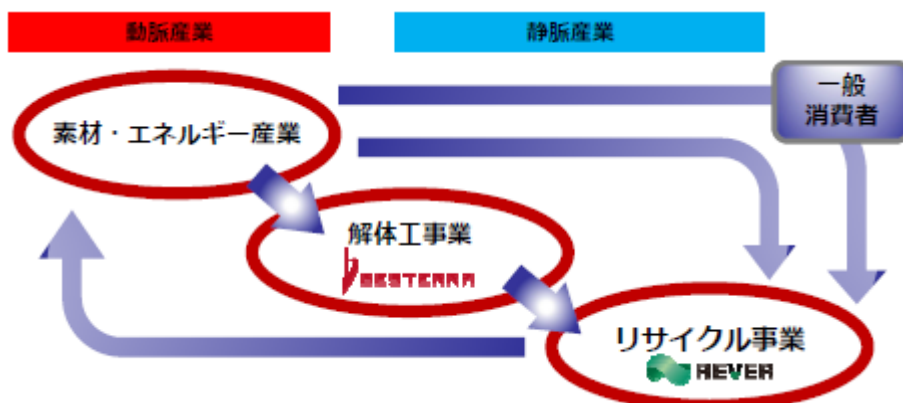 動脈産業
静脈産業
一般
消費者
素材・エネルギー産業
解体工事業
BESTERRA
リサイクル事業
REVER